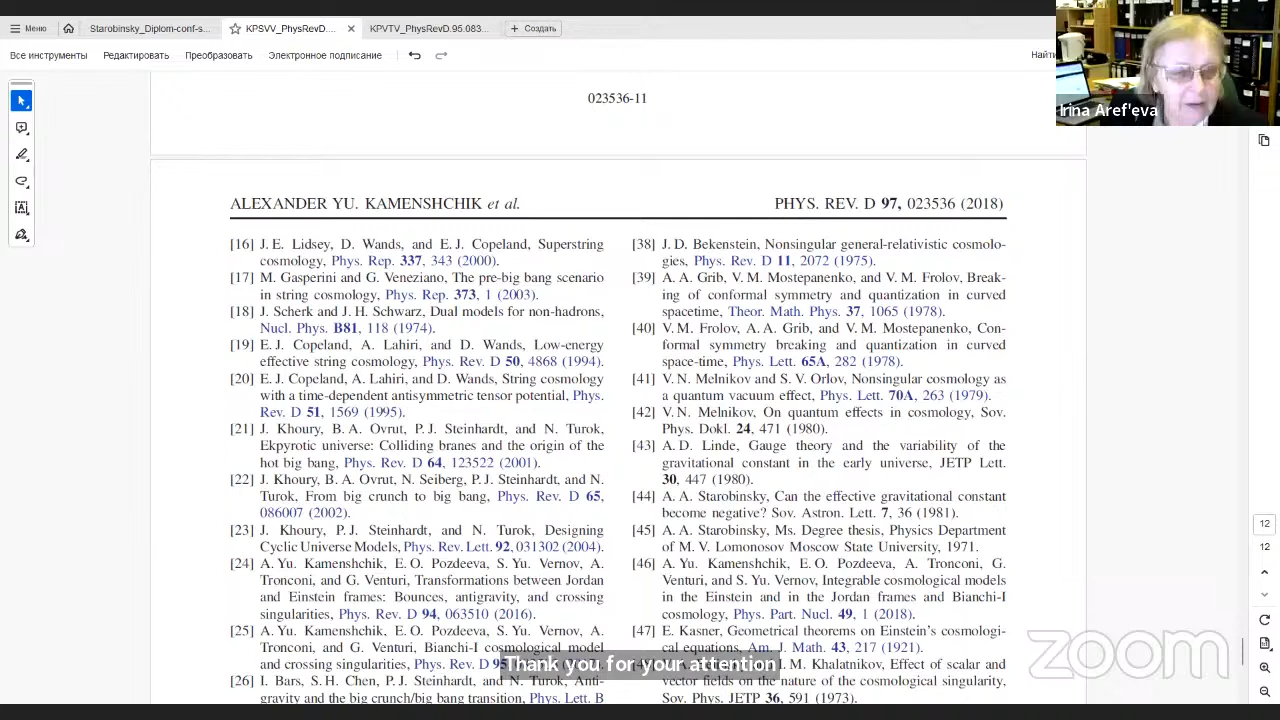 Меню
Starobinsky_Diplom-conf-s...
KPSVV_PhysRevD....
KPVTV_PhysRevD.95.083...
Создать
Все инструменты
Редактировать
Преобразовать
Электронное подписание
Найти
Irina Aref'eva
023536-11
ALEXANDER YU. KAMENSHCHIK et al.
PHYS. REV. D 97, 023536 (2018)
[16] J. E. Lidsey, D. Wands, and E. J. Copeland, Superstring
cosmology, Phys. Rep. 337, 343 (2000).
[17] M. Gasperini and G. Veneziano, The pre-big bang scenario
in string cosmology, Phys. Rep. 373, 1 (2003).
[18] J. Scherk and J. H. Schwarz, Dual models for non-hadrons,
Nucl. Phys. B81, 118 (1974).
[19] E. J. Copeland, A. Lahiri, and D. Wands, Low-energy
effective string cosmology, Phys. Rev. D 50, 4868 (1994).
[20] E. J. Copeland, A. Lahiri, and D. Wands, String cosmology
with a time-dependent antisymmetric tensor potential, Phys.
Rev. D 51, 1569 (1995).
[21] J. Khoury, B. A. Ovrut, P. J. Steinhardt, and N. Turok,
Ekpyrotic universe: Colliding branes and the origin of the
hot big bang, Phys. Rev. D 64, 123522 (2001).
[22] J. Khoury, B. A. Ovrut, N. Seiberg, P. J. Steinhardt, and N.
Turok, From big crunch to big bang, Phys. Rev. D 65,
086007 (2002).
[23] J. Khoury, P. J. Steinhardt, and N. Turok, Designing
Cyclic Universe Models, Phys. Rev. Lett. 92, 031302 (2004).
[24] A. Yu. Kamenshchik, E. O. Pozdeeva, S. Yu. Vernov, A.
Tronconi, and G. Venturi, Transformations between Jordan
and Einstein frames: Bounces, antigravity, and crossing
singularities, Phys. Rev. D 94, 063510 (2016).
[25] A. Yu. Kamenshchik, E. O. Pozdeeva, S. Yu. Vernov, A.
Tronconi, and G. Venturi, Bianchi-I cosmological model
and crossing singularities, Phys. Rev. D 9
[26] I. Bars, S. H. Chen, P. J. Steinhardt, and N. Turok, Anti-
gravity and the big crunch/big bang transition, Phys. Lett. B
[38] J. D. Bekenstein, Nonsingular general-relativistic cosmolo-
gies, Phys. Rev. D 11, 2072 (1975).
[39] A. A. Grib, V. M. Mostepanenko, and V. M. Frolov, Break-
ing of conformal symmetry and quantization in curved
spacetime, Theor. Math. Phys. 37, 1065 (1978).
[40] V. M. Frolov, A. A. Grib, and V. M. Mostepanenko, Con-
formal symmetry breaking and quantization in curved
space-time, Phys. Lett. 65A, 282 (1978).
[41] V. N. Melnikov and S. V. Orlov, Nonsingular cosmology as
a quantum vacuum effect, Phys. Lett. 70A, 263 (1979).
[42] V. N. Melnikov, On quantum effects in cosmology, Sov.
Phys. Dokl. 24, 471 (1980).
[43] A. D. Linde, Gauge theory and the variability of the
gravitational constant in the early universe, JETP Lett.
30, 447 (1980).
[44] A. A. Starobinsky, Can the effective gravitational constant
become negative? Sov. Astron. Lett. 7, 36 (1981).
[45] A. A. Starobinsky, Ms. Degree thesis, Physics Department
of M. V. Lomonosov Moscow State University, 1971.
[46] A. Yu. Kamenshchik, E. O. Pozdeeva, A. Tronconi, G.
Venturi, and S. Yu. Vernov, Integrable cosmological models
in the Einstein and in the Jordan frames and Bianchi-I
cosmology, Phys. Part. Nucl. 49, 1 (2018).
[47] E. Kasner, Geometrical theorems on Einstein's cosmologi-
cal equations, Am. J. Math. 43, 217 (1921).
I. M. Khalatnikov, Effect of scalar and
vector fields on the nature of the cosmological singularity,
Sov. Phys. JETP 36, 591 (1973).
Thank you for your attention
12
12
zoom